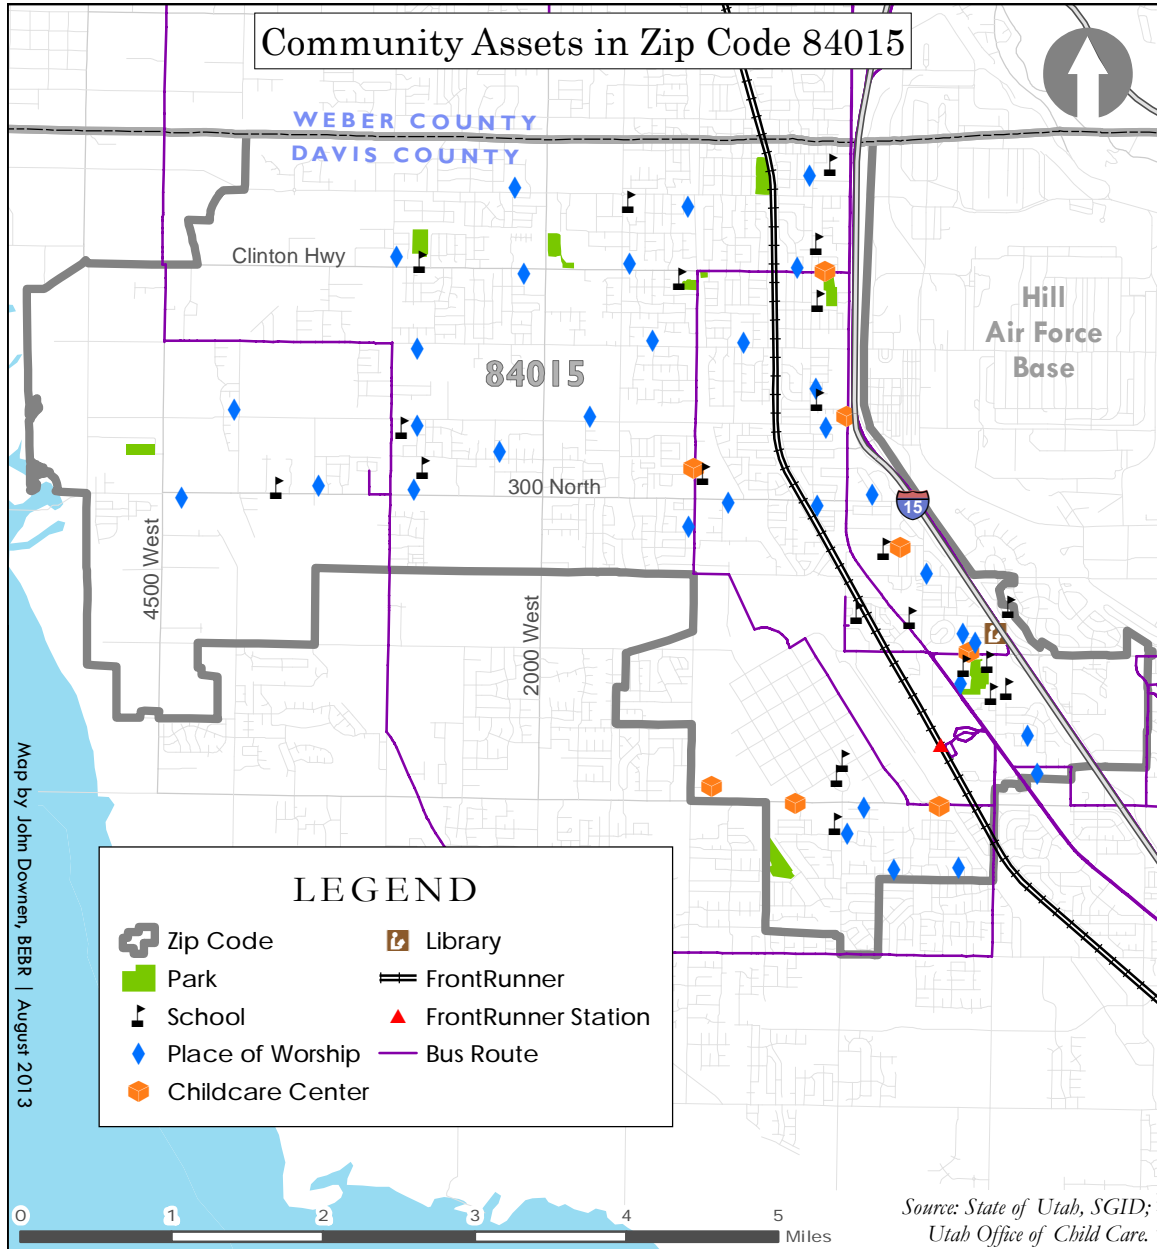 Community Assets in Zip Code 84015
WEBER COUNTY
DAVIS COUNTY
Clinton Hwy
Hill
Air Force
Base
84015
300 North
15
4500 West
2000 West
Map by John Downen, BEBR | August 2013
LEGEND
Zip Code
Park
School
Place of Worship
Childcare Center
Library
FrontRunner
FrontRunner Station
Bus Route
0 1 2 3 4 5
Miles
Source: State of Utah, SGID;
Utah Office of Child Care.